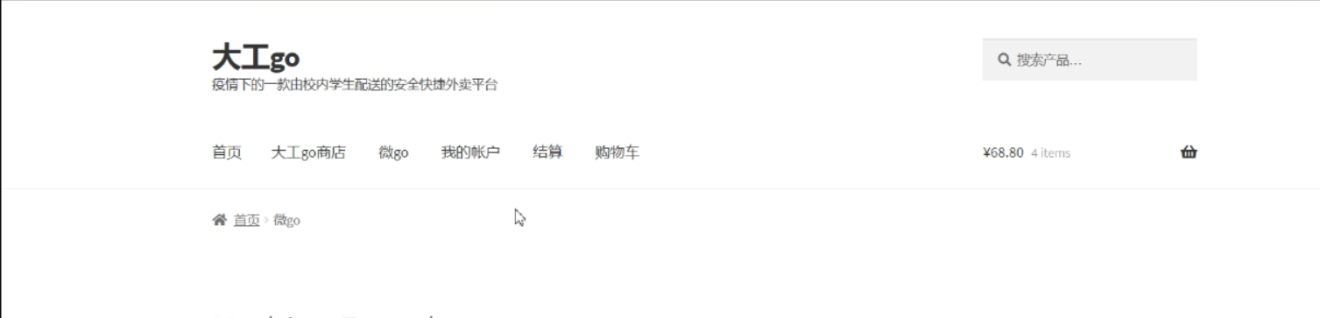 大工go
疫情下的一款由校内学生配送的安全快捷外卖平台
搜索产品…
首页 大工go商店 微go 我的帐户 结算 购物车
¥68.80 4 items
首页 › 微go